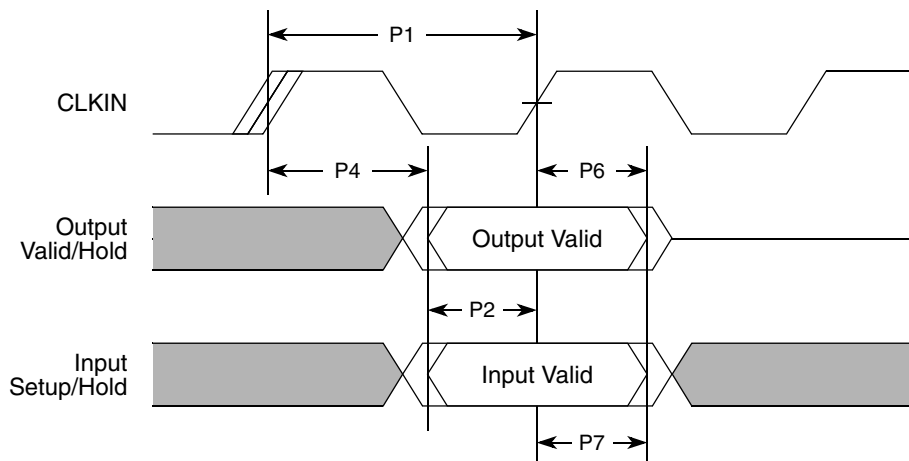 P1
CLKIN
P4
P6
Output
Valid/Hold
Output Valid
P2
Input
Setup/Hold
Input Valid
P7